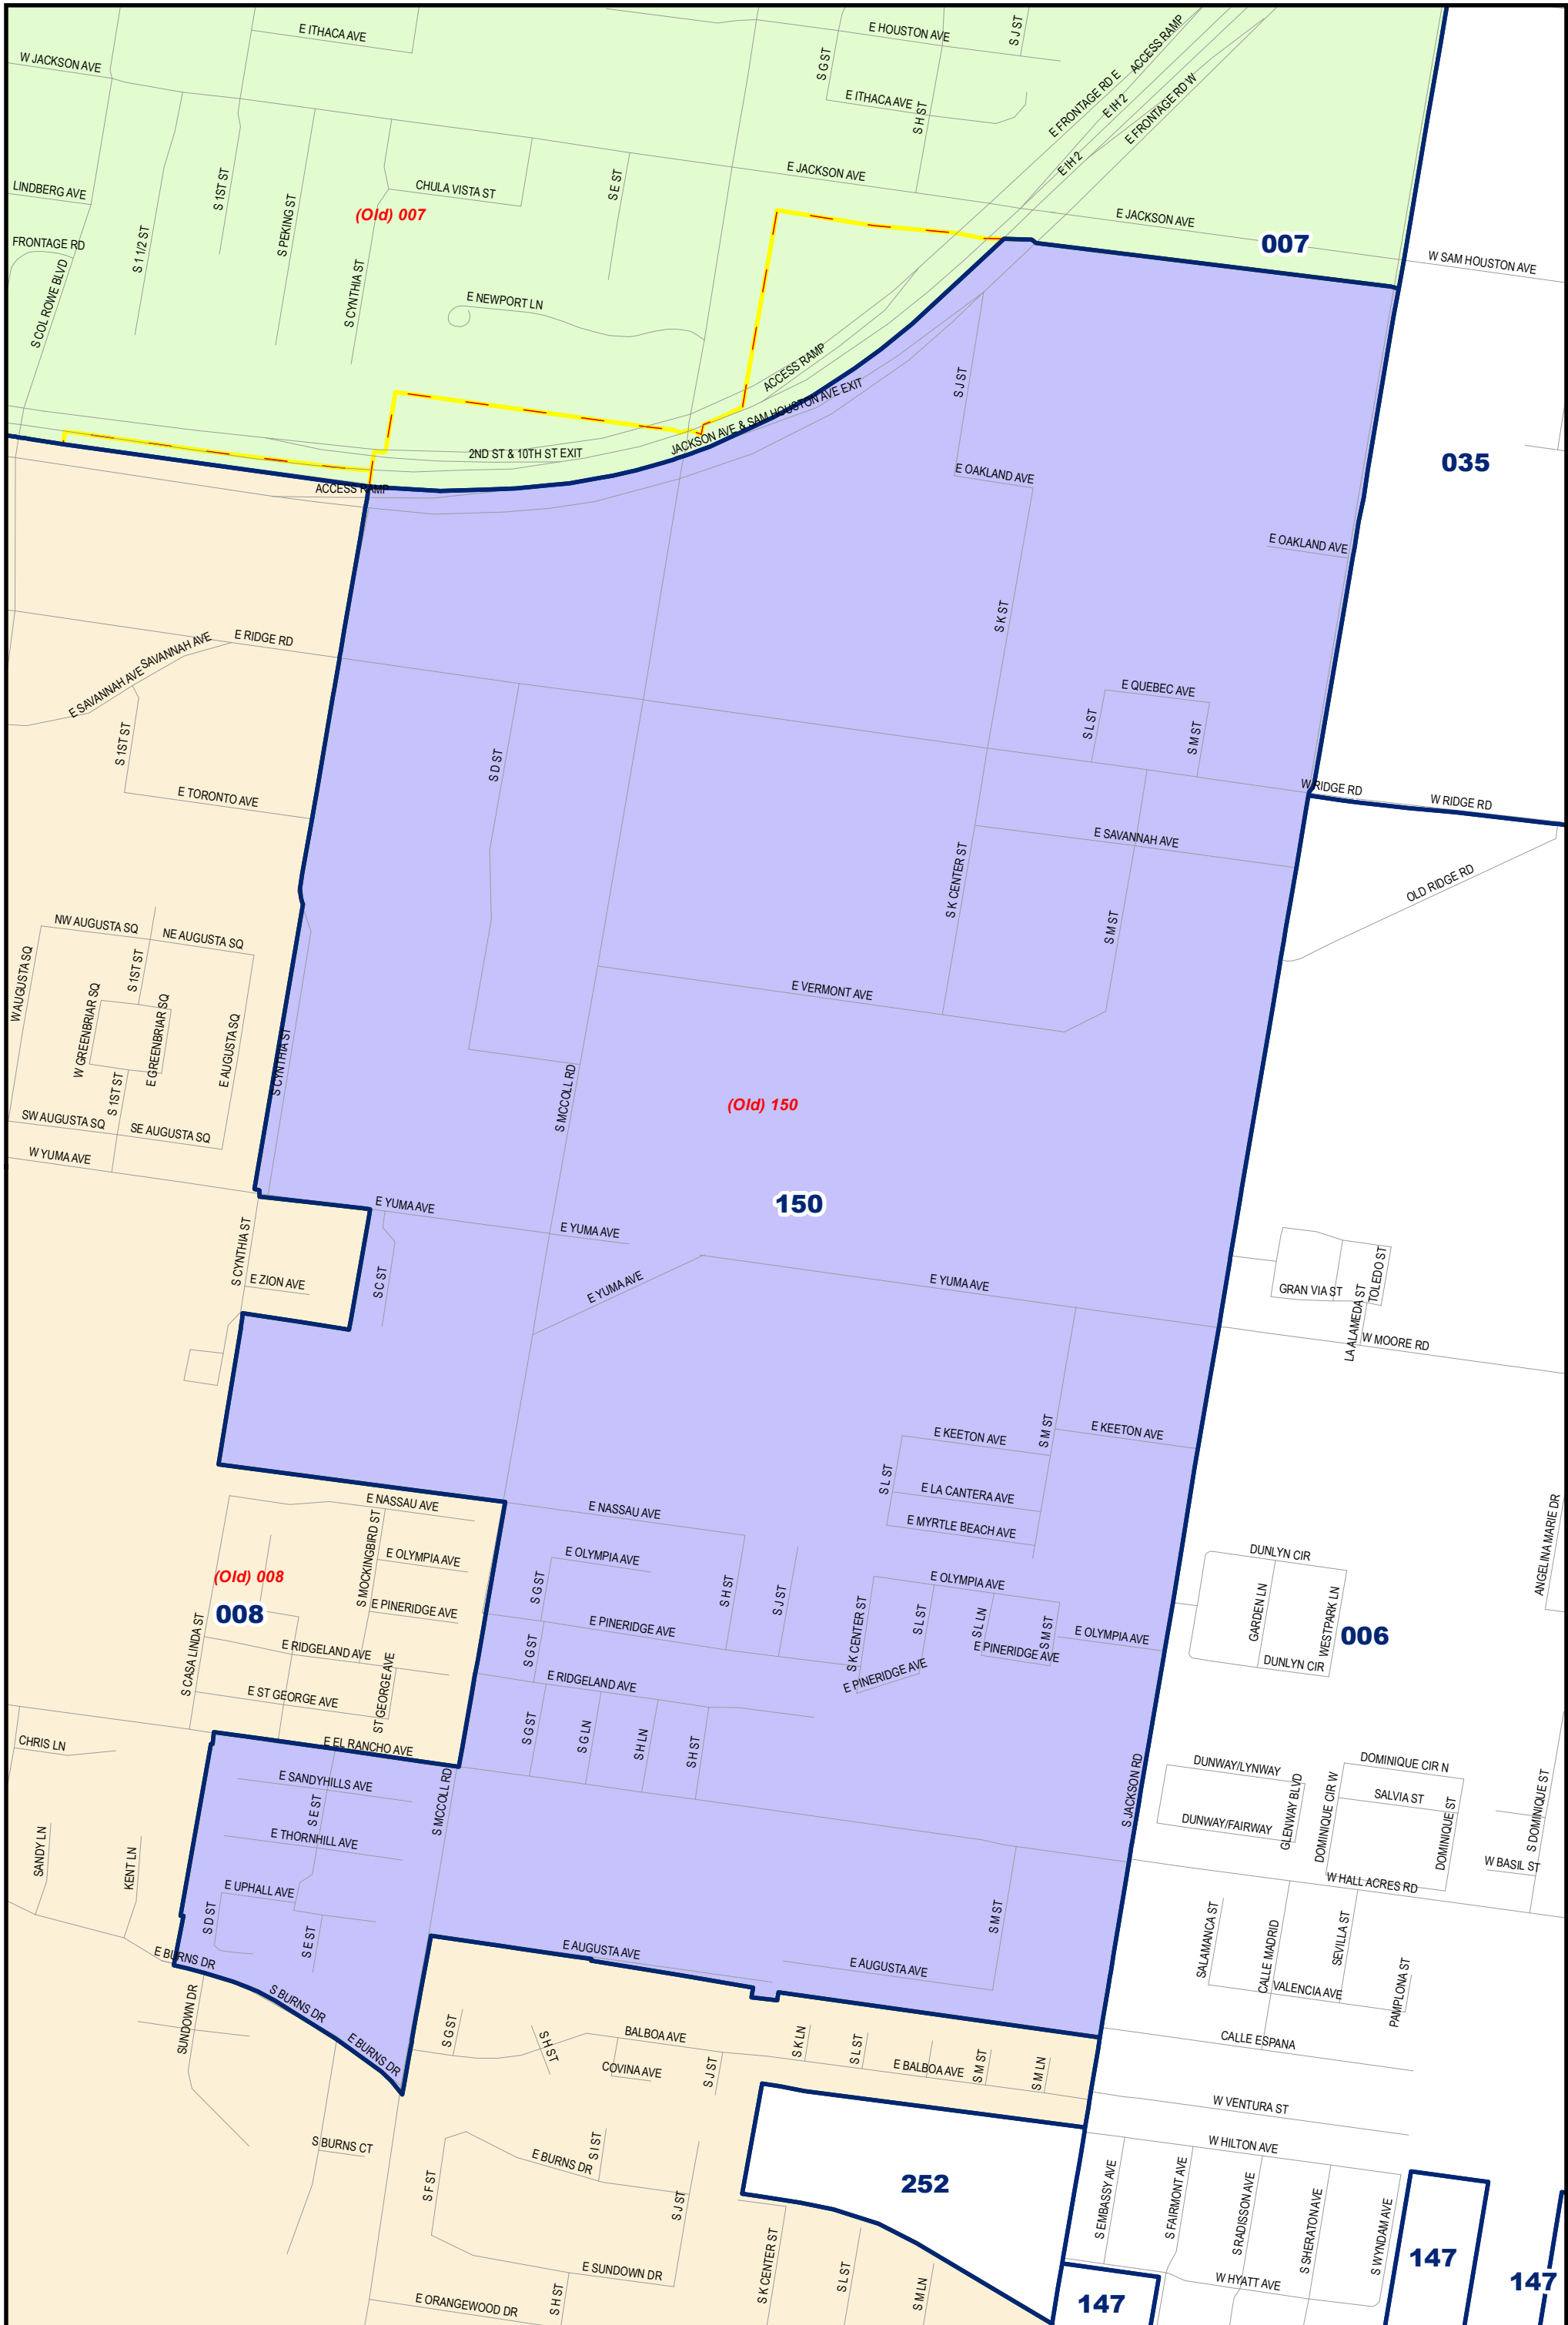 E ITHACA AVE
E HOUSTON AVE
S J ST
ACCESS RAMP
W JACKSON AVE
S G ST
E ITHACA AVE
S H ST
E FRONTAGE RD E
E IH 2
E FRONTAGE RD W
E IH 2
E JACKSON AVE
LINDBERG AVE
S 1ST ST
CHULA VISTA ST
S E ST
(Old) 007
S PEKING ST
E JACKSON AVE
FRONTAGE RD
S 1 1/2 ST
007
W SAM HOUSTON AVE
S COL ROWE BLVD
S CYNTHIA ST
E NEWPORT LN
ACCESS RAMP
S J ST
JACKSON AVE & SAM HOUSTON AVE EXIT
2ND ST & 10TH ST EXIT
035
E OAKLAND AVE
ACCESS RAMP
E OAKLAND AVE
S K ST
E RIDGE RD
SAVANNAH AVE
E SAVANNAH AVE
E QUEBEC AVE
S L ST
S M ST
S 1ST ST
S D ST
W RIDGE RD
W RIDGE RD
E TORONTO AVE
E SAVANNAH AVE
S K CENTER ST
OLD RIDGE RD
NW AUGUSTA SQ
NE AUGUSTA SQ
S M ST
S 1ST ST
W AUGUSTA SQ
W GREENBRIAR SQ
E GREENBRIAR SQ
E AUGUSTA SQ
E VERMONT AVE
S CYNTHIA ST
S 1ST ST
S MCCOLL RD
(Old) 150
SW AUGUSTA SQ
SE AUGUSTA SQ
W YUMA AVE
150
E YUMA AVE
E YUMA AVE
S CYNTHIA ST
E ZION AVE
S C ST
E YUMA AVE
E YUMA AVE
TOLEDO ST
GRAN VIA ST
LA ALAMEDA ST
W MOORE RD
E KEETON AVE
S M ST
E KEETON AVE
S L ST
E LA CANTERA AVE
E NASSAU AVE
E NASSAU AVE
E MYRTLE BEACH AVE
ANGELINA MARIE DR
S MOCKINGBIRD ST
E OLYMPIA AVE
E OLYMPIA AVE
DUNLYN CIR
(Old) 008
S G ST
S H ST
S J ST
E OLYMPIA AVE
008
E PINERIDGE AVE
E PINERIDGE AVE
S K CENTER ST
S L ST
S L LN
S M ST
E OLYMPIA AVE
GARDEN LN
WESTPARK LN
006
S CASA LINDA ST
E RIDGELAND AVE
S G ST
E PINERIDGE AVE
E PINERIDGE AVE
DUNLYN CIR
E RIDGELAND AVE
E ST GEORGE AVE
ST GEORGE AVE
S G ST
S G LN
S H LN
S H ST
CHRIS LN
E EL RANCHO AVE
DOMINIQUE CIR N
DUNWAY/LYNWAY
E SANDYHILLS AVE
S MCCOLL RD
S JACKSON RD
GLENWAY BLVD
DOMINIQUE CIR W
SALVIA ST
S DOMINIQUE ST
S E ST
DUNWAY/FAIRWAY
DOMINIQUE ST
SANDY LN
KENT LN
E THORNHILL AVE
W BASIL ST
E UPHALL AVE
W HALL ACRES RD
S D ST
S E ST
S M ST
SALAMANCA ST
CALLE MADRID
SEVILLA ST
E BURNS DR
E AUGUSTA AVE
E AUGUSTA AVE
VALENCIA AVE
PAMPLONA ST
S BURNS DR
SUNDOWN DR
E BURNS DR
S G ST
S H ST
BALBOA AVE
S K LN
S L ST
CALLE ESPANA
COVINA AVE
S J ST
E BALBOA AVE
S M ST
S M LN
W VENTURA ST
S BURNS CT
E BURNS DR
S I ST
W HILTON AVE
S F ST
S J ST
252
S EMBASSY AVE
S FAIRMONT AVE
S RADISSON AVE
S SHERATON AVE
S WYNDAM AVE
E SUNDOWN DR
S K CENTER ST
S L ST
S M LN
W HYATT AVE
147
147
147
E ORANGEWOOD DR
S H ST